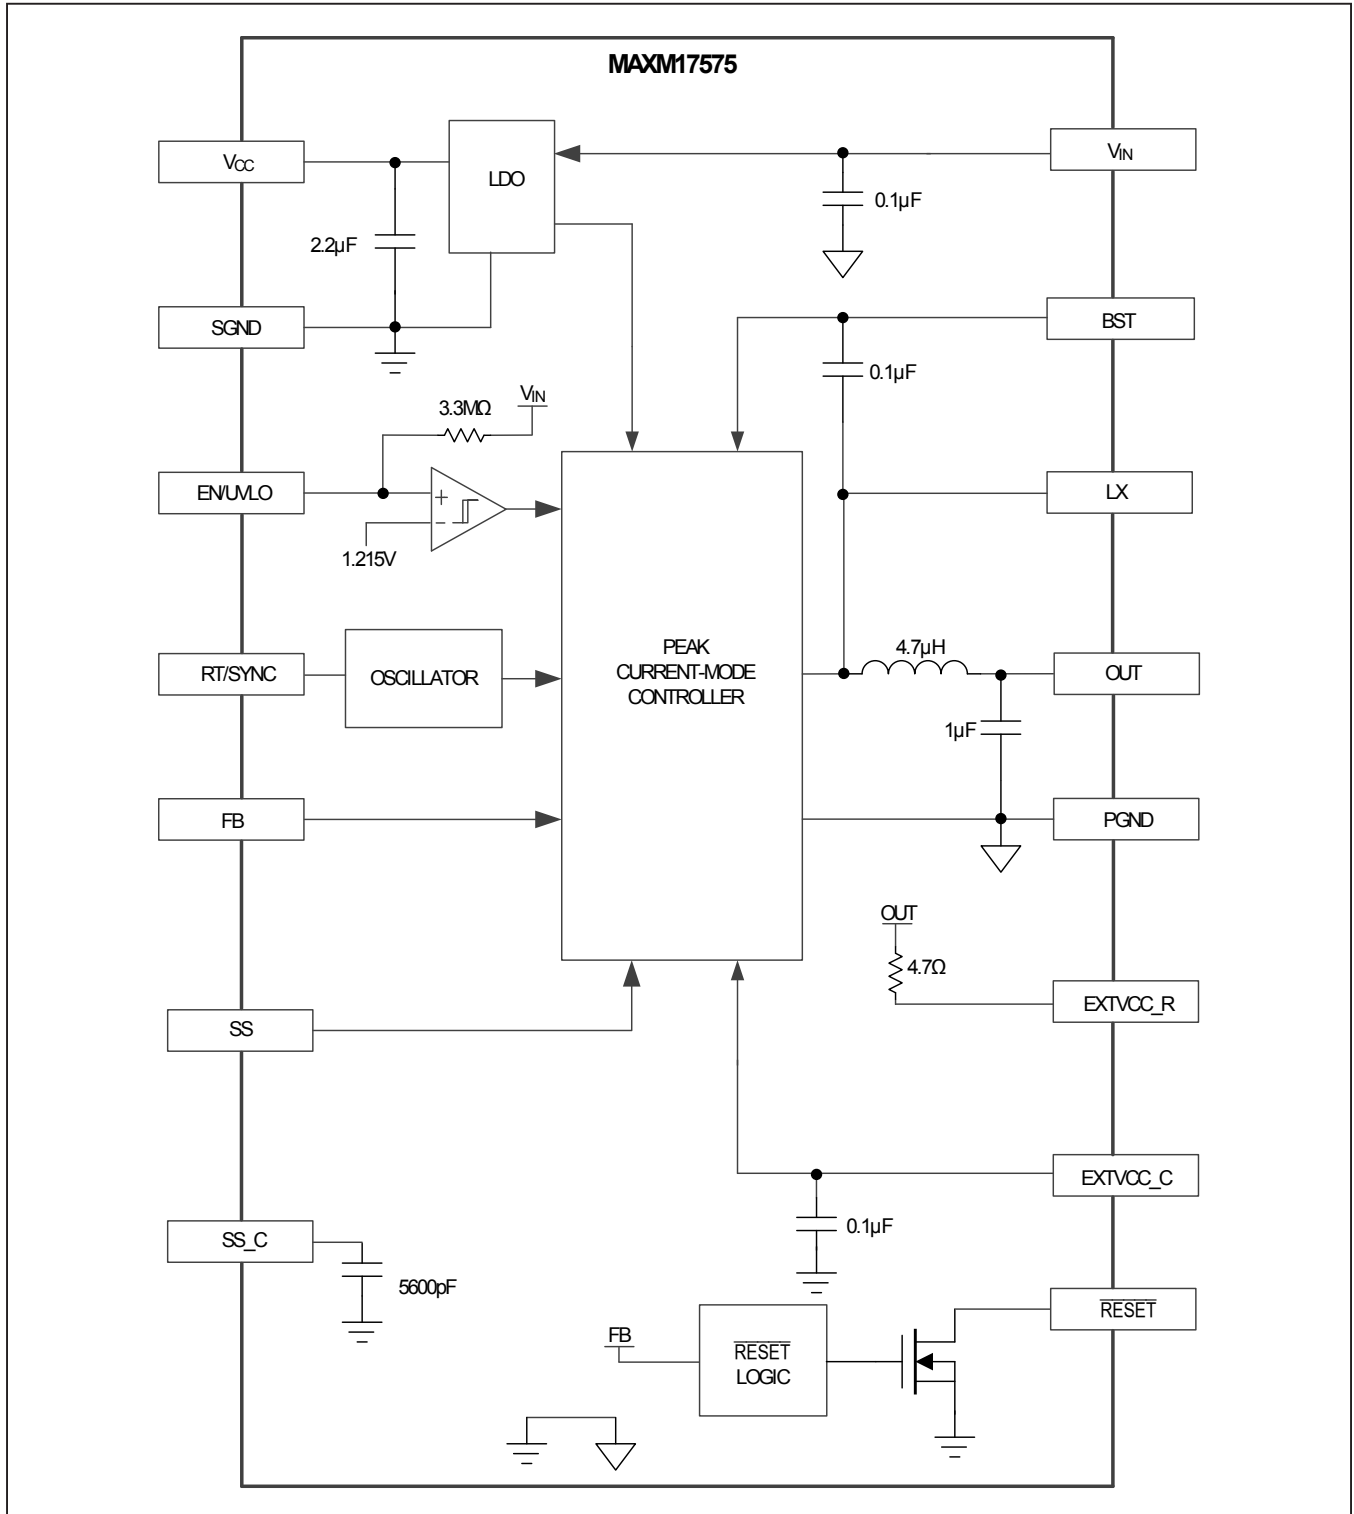 MAXM17575
VCC
LDO
VIN
0.1µF
2.2µF
SGND
BST
0.1µF
VIN
3.3MΩ
EN/UVLO
+
-
1.215V
LX
RT/SYNC
OSCILLATOR
PEAK
CURRENT-MODE
CONTROLLER
4.7µH
OUT
1µF
FB
PGND
OUT
4.7Ω
EXTVCC_R
SS
EXTVCC_C
0.1µF
SS_C
5600pF
RESET
FB
RESET
LOGIC